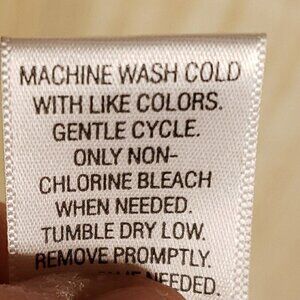 MACHINE WASH COLD
WITH LIKE COLORS.
GENTLE CYCLE.
ONLY NON-
CHLORINE BLEACH
WHEN NEEDED.
TUMBLE DRY LOW.
REMOVE PROMPTLY.
NEEDED.